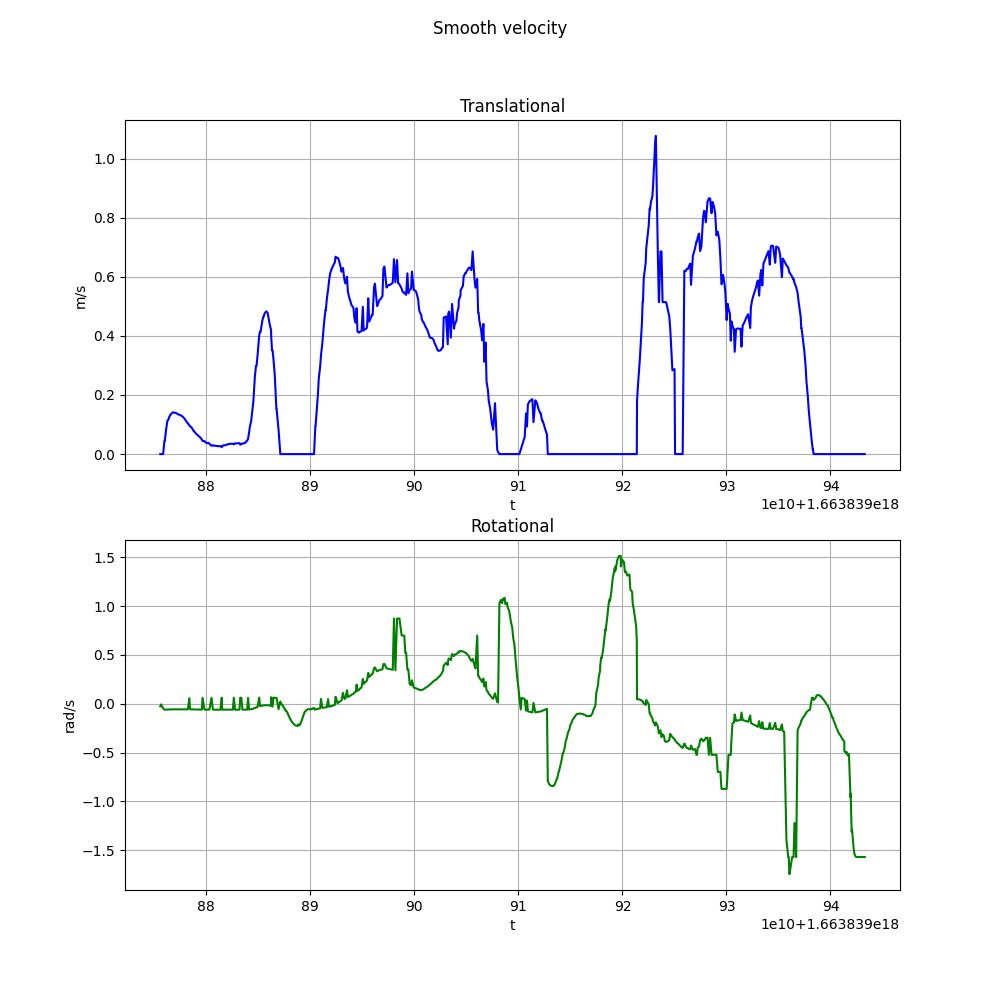 Smooth velocity
Translational
1.0
0.8
0.6
0.4
0.2
0.0
m/s
88 89 90 91 92 93 94
t
1e10+1.663839e18
Rotational
1.5
1.0
0.5
0.0
−0.5
−1.0
−1.5
rad/s
88 89 90 91 92 93 94
t
1e10+1.663839e18